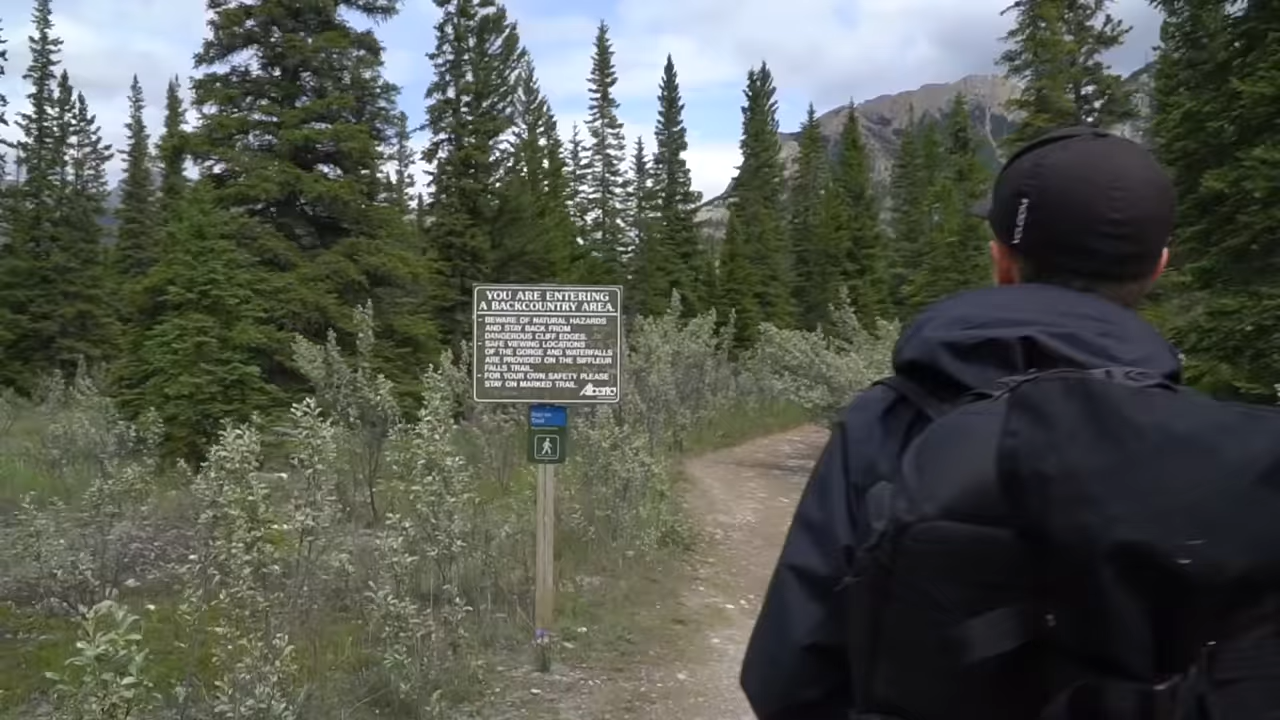 YOU ARE ENTERING
A BACKCOUNTRY AREA.
- BEWARE OF NATURAL HAZARDS
AND STAY BACK FROM
DANGEROUS CLIFF EDGES.
- SAFE VIEWING LOCATIONS
OF THE GORGE AND WATERFALLS
ARE PROVIDED ON THE SIFFLEUR
FALLS TRAIL.
- FOR YOUR OWN SAFETY PLEASE
STAY ON MARKED TRAIL.
Alberta
Trail
VOLCOM